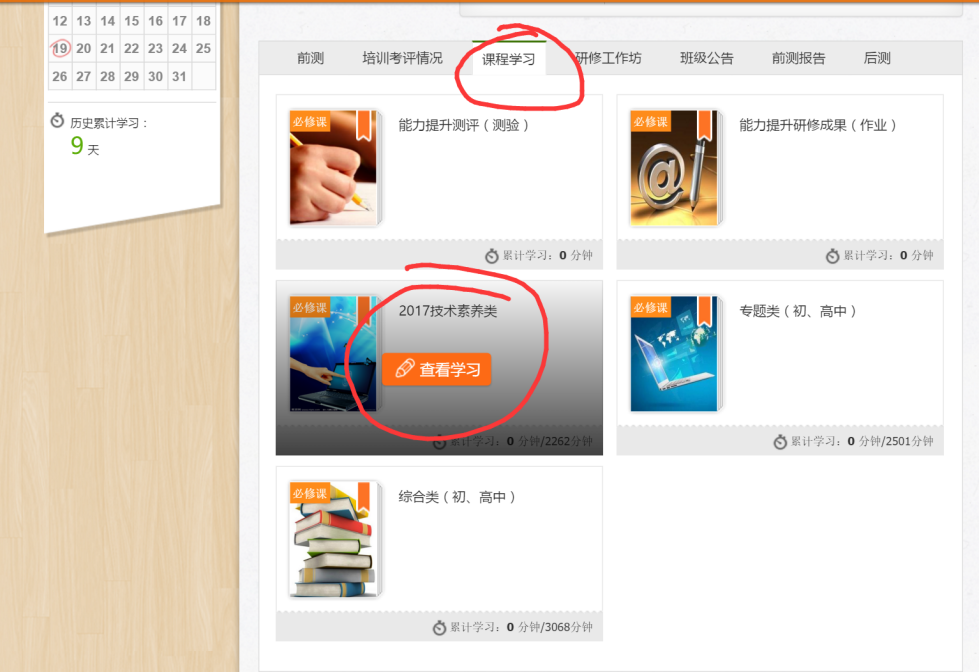 12 13 14 15 16 17 18
19 20 21 22 23 24 25
26 27 28 29 30 31
历史累计学习：
9 天
前测 培训考评情况 课程学习 研修工作坊 班级公告 前测报告 后测
必修课
能力提升测评（测验）
累计学习：0 分钟
必修课
能力提升研修成果（作业）
累计学习：0 分钟
必修课
2017技术素养类
查看学习
累计学习：0 分钟/2262分钟
必修课
专题类（初、高中）
累计学习：0 分钟/2501分钟
必修课
综合类（初、高中）
累计学习：0 分钟/3068分钟